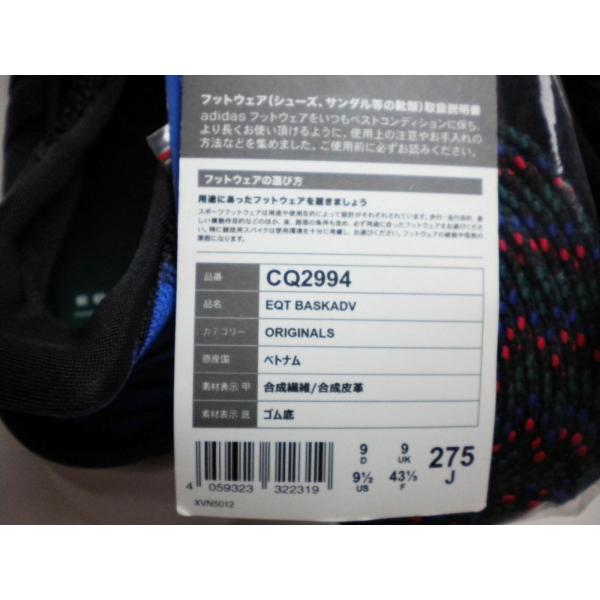 フットウェア(シューズ、サンダル等の靴類)取扱説明書
adidas フットウェアをいつもベストコンディションに保ち、
より長くお使い頂けるように、使用上の注意やお手入れの
方法などを集めました。ご使用前に必ずお読みください。
フットウェアの選び方
用途にあったフットウェアを履きましょう
品番 CQ2994
品名 EQT BASKADV
カテゴリー ORIGINALS
原産国 ベトナム
素材表示 甲 合成繊維/合成皮革
素材表示 底 ゴム底
9 D 9 UK 275 J
9½ US 43⅓ F
4 059323 322319
XVN5012